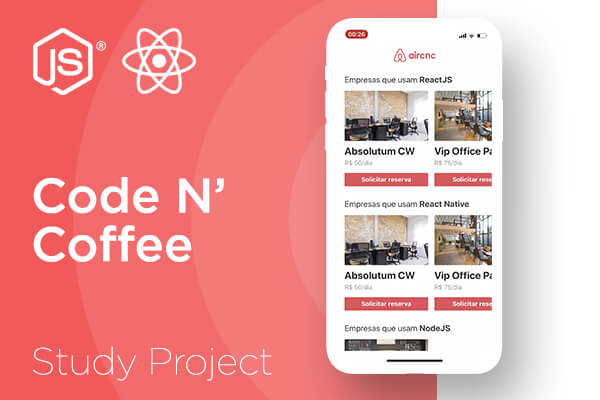 JS®
Code N’
Coffee
Study Project
00:26
aircnc
Empresas que usam ReactJS
Absolutum CW
Vip Office Pa
R$ 50/dia
R$ 75/dia
Solicitar reserva
Solicitar reserva
Empresas que usam React Native
Absolutum CW
Vip Office Pa
R$ 50/dia
R$ 75/dia
Solicitar reserva
Solicitar reserva
Empresas que usam NodeJS